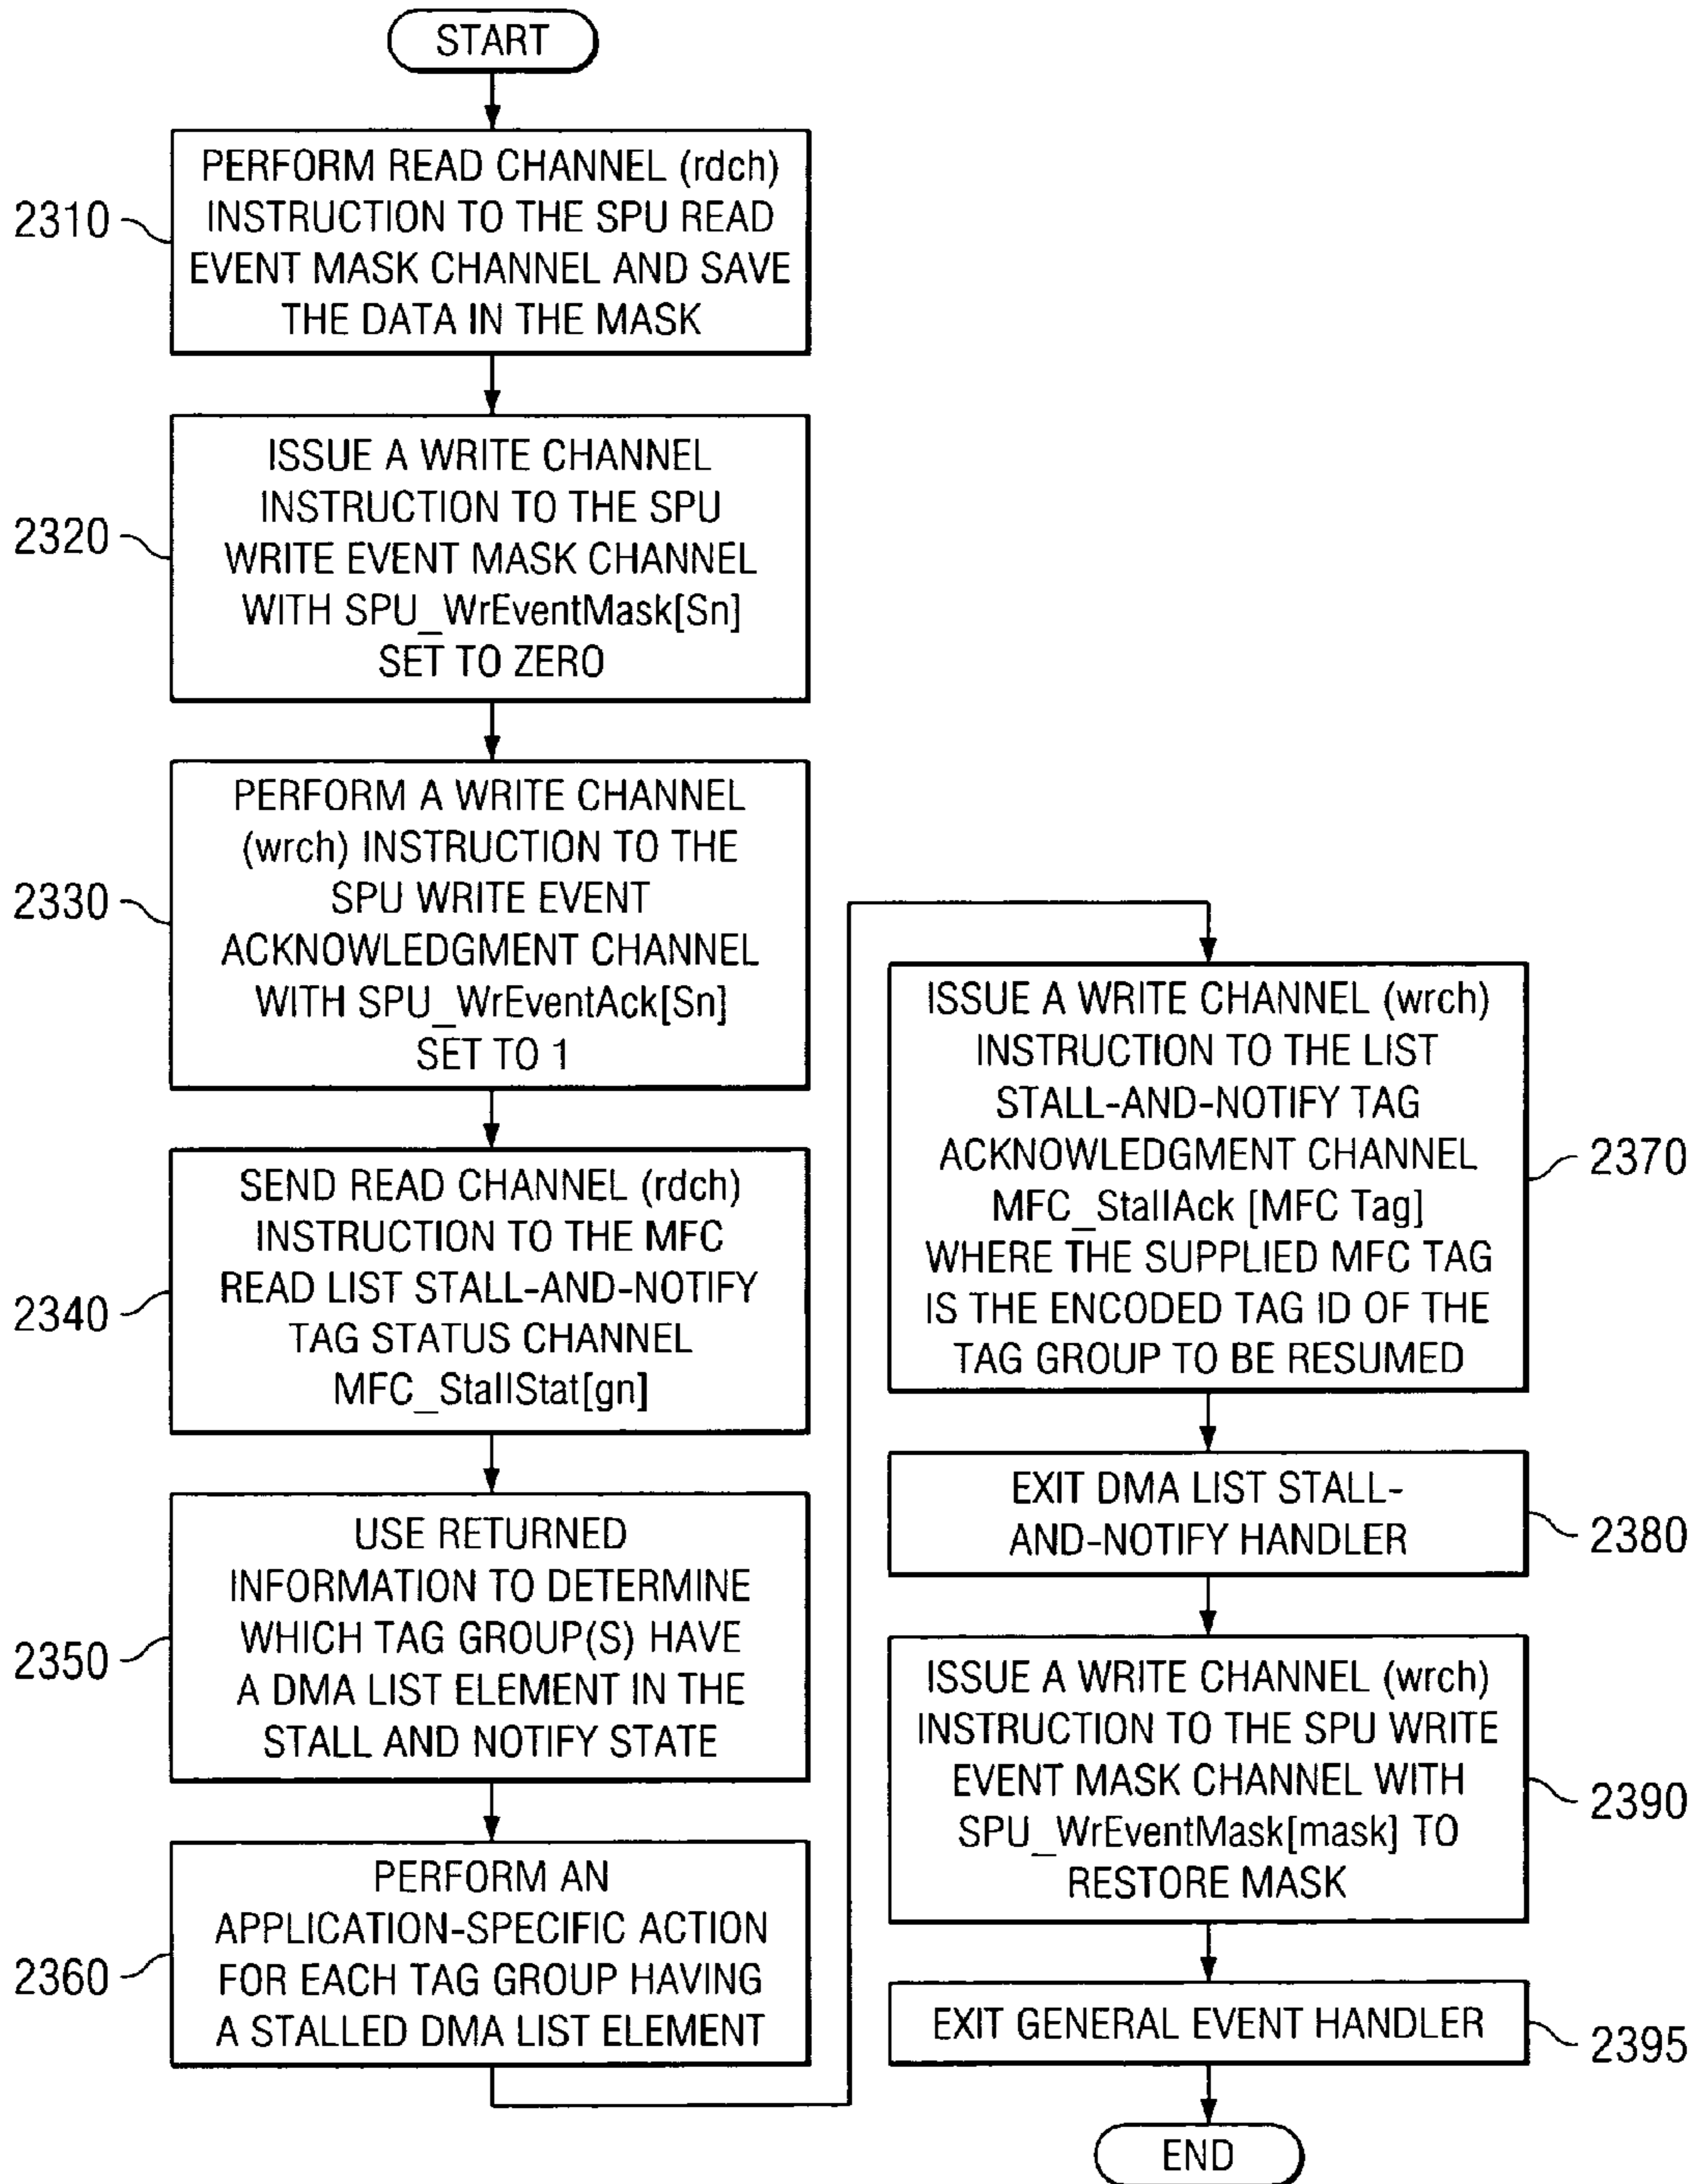 START
2310
PERFORM READ CHANNEL (rdch)
INSTRUCTION TO THE SPU READ
EVENT MASK CHANNEL AND SAVE
THE DATA IN THE MASK
2320
ISSUE A WRITE CHANNEL
INSTRUCTION TO THE SPU
WRITE EVENT MASK CHANNEL
WITH SPU_WrEventMask[Sn]
SET TO ZERO
2330
PERFORM A WRITE CHANNEL
(wrch) INSTRUCTION TO THE
SPU WRITE EVENT
ACKNOWLEDGMENT CHANNEL
WITH SPU_WrEventAck[Sn]
SET TO 1
2340
SEND READ CHANNEL (rdch)
INSTRUCTION TO THE MFC
READ LIST STALL-AND-NOTIFY
TAG STATUS CHANNEL
MFC_StallStat[gn]
2350
USE RETURNED
INFORMATION TO DETERMINE
WHICH TAG GROUP(S) HAVE
A DMA LIST ELEMENT IN THE
STALL AND NOTIFY STATE
2360
PERFORM AN
APPLICATION-SPECIFIC ACTION
FOR EACH TAG GROUP HAVING
A STALLED DMA LIST ELEMENT
ISSUE A WRITE CHANNEL (wrch)
INSTRUCTION TO THE LIST
STALL-AND-NOTIFY TAG
ACKNOWLEDGMENT CHANNEL
MFC_StallAck [MFC Tag]
WHERE THE SUPPLIED MFC TAG
IS THE ENCODED TAG ID OF THE
TAG GROUP TO BE RESUMED
2370
EXIT DMA LIST STALL-
AND-NOTIFY HANDLER
2380
ISSUE A WRITE CHANNEL (wrch)
INSTRUCTION TO THE SPU WRITE
EVENT MASK CHANNEL WITH
SPU_WrEventMask[mask] TO
RESTORE MASK
2390
EXIT GENERAL EVENT HANDLER
2395
END